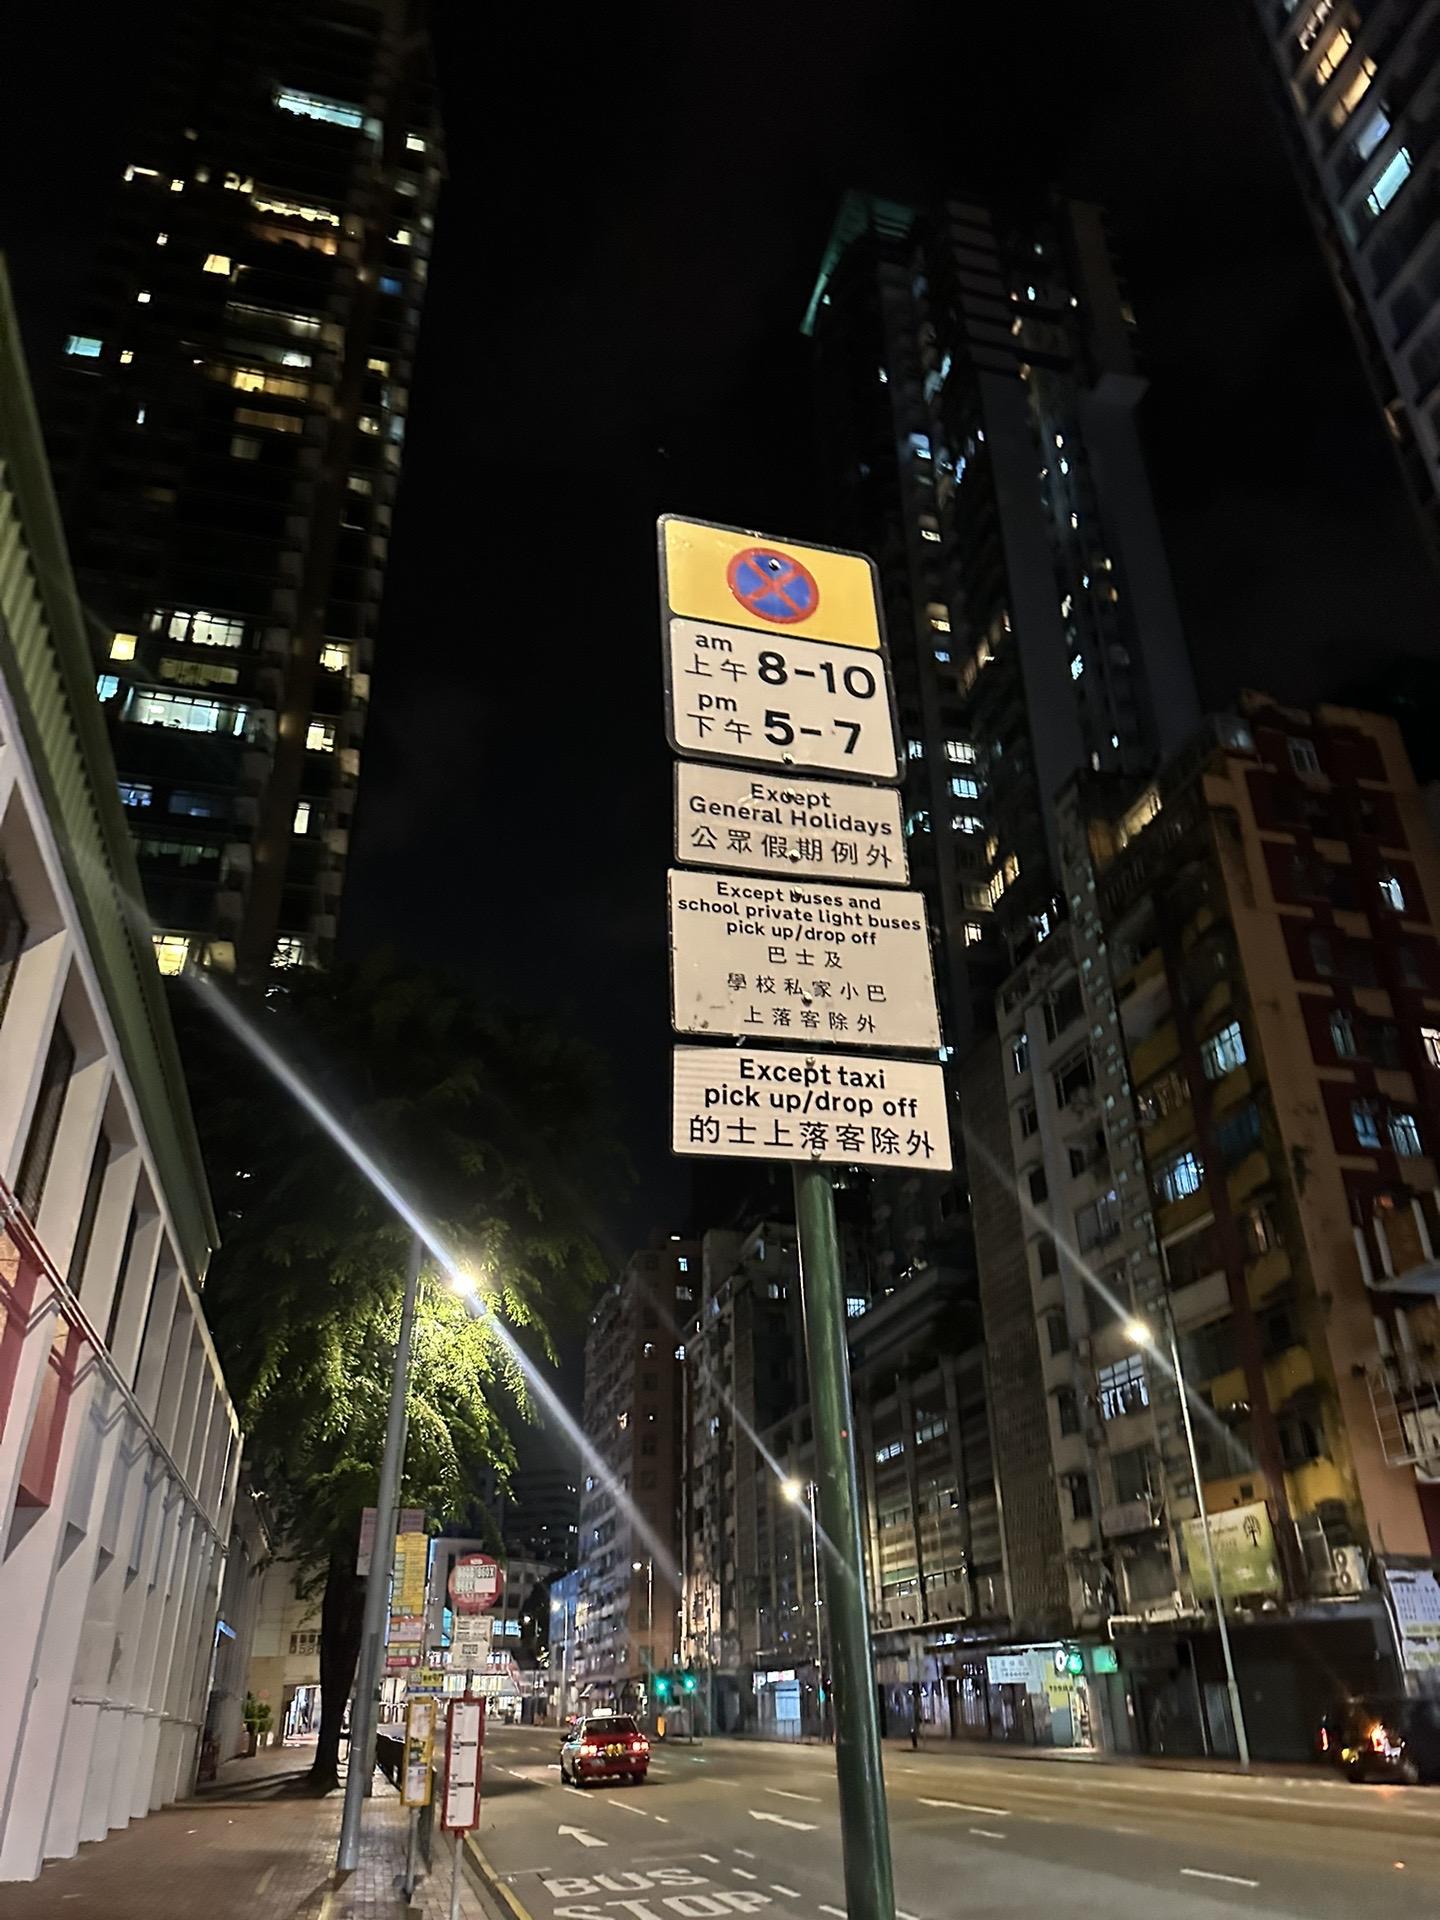 am
上午 8-10
pm
下午 5-7
Except
General Holidays
公眾假期例外
Except buses and
school private light buses
pick up/drop off
巴士及
學校私家小巴
上落客除外
Except taxi
pick up/drop off
的士上落客除外
BUS
STOP